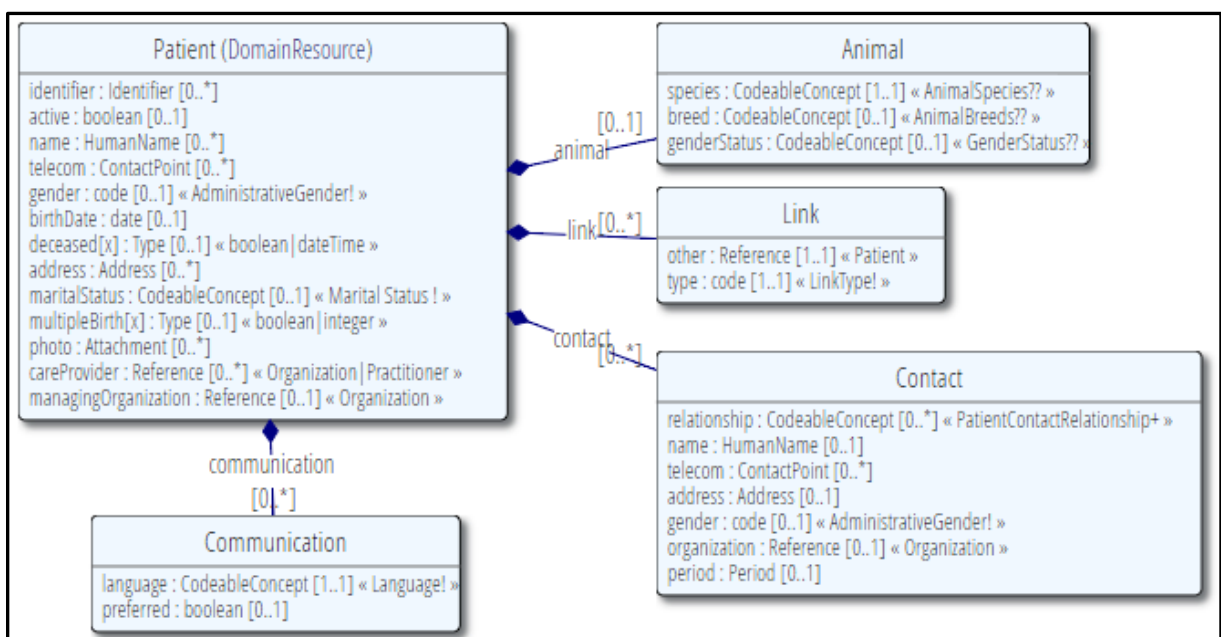 Patient (DomainResource)
identifier : Identifier [0..*]
active : boolean [0..1]
name : HumanName [0..*]
telecom : ContactPoint [0..*]
gender : code [0..1] « AdministrativeGender! »
birthDate : date [0..1]
deceased[x] : Type [0..1] « boolean|dateTime »
address : Address [0..*]
maritalStatus : CodeableConcept [0..1] « Marital Status ! »
multipleBirth[x] : Type [0..1] « boolean|integer »
photo : Attachment [0..*]
careProvider : Reference [0..*] « Organization|Practitioner »
managingOrganization : Reference [0..1] « Organization »
[0..1]
animal
Animal
species : CodeableConcept [1..1] « AnimalSpecies?? »
breed : CodeableConcept [0..1] « AnimalBreeds?? »
genderStatus : CodeableConcept [0..1] « GenderStatus?? »
link
[0..*]
Link
other : Reference [1..1] « Patient »
type : code [1..1] « LinkType! »
contact
[0..*]
Contact
relationship : CodeableConcept [0..*] « PatientContactRelationship+ »
name : HumanName [0..1]
telecom : ContactPoint [0..*]
address : Address [0..1]
gender : code [0..1] « AdministrativeGender! »
organization : Reference [0..1] « Organization »
period : Period [0..1]
communication
[0..*]
Communication
language : CodeableConcept [1..1] « Language! »
preferred : boolean [0..1]